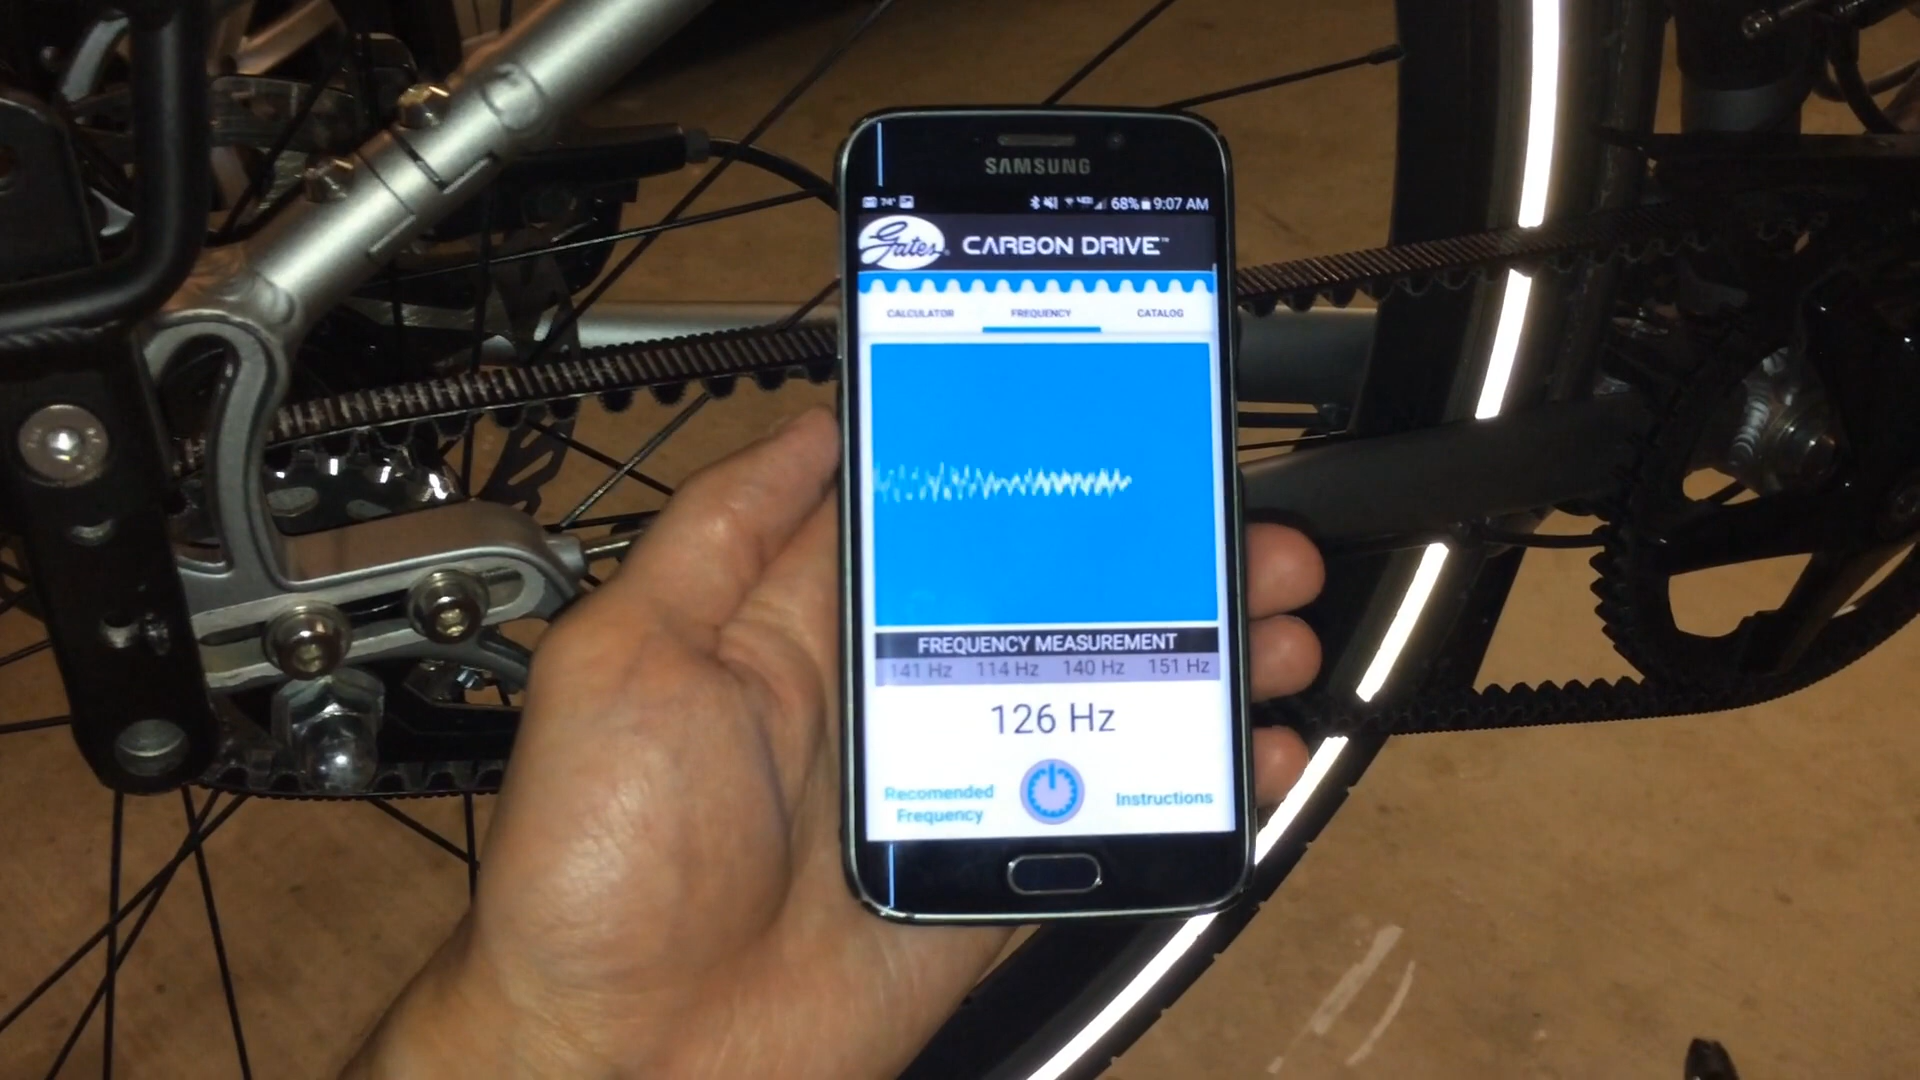 SAMSUNG
74° 68% 9:07 AM
Gates CARBON DRIVE™
CALCULATOR FREQUENCY CATALOG
FREQUENCY MEASUREMENT
141 Hz 114 Hz 140 Hz 151 Hz
126 Hz
Recomended
Frequency
Instructions